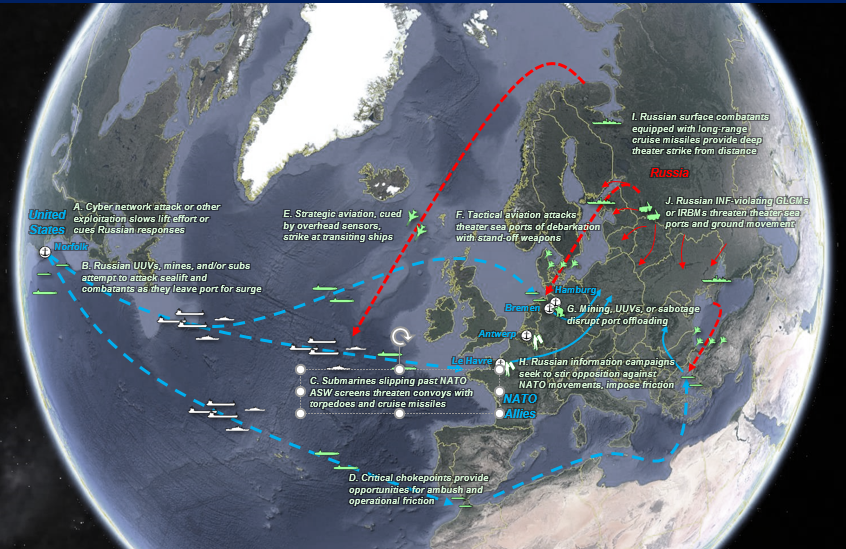 I. Russian surface combatants
equipped with long-range
cruise missiles provide deep
theater strike from distance
Russia
A. Cyber network attack or other
exploitation slows lift effort or
cues Russian responses
United
States
Norfolk
E. Strategic aviation, cued
by overhead sensors,
strike at transiting ships
F. Tactical aviation attacks
theater sea ports of debarkation
with stand-off weapons
J. Russian INF-violating GLCMs
or IRBMs threaten theater sea
ports and ground movement
B. Russian UUVs, mines, and/or subs
attempt to attack sealift and
combatants as they leave port for surge
Hamburg
Bremen
G. Mining, UUVs, or sabotage
disrupt port offloading
Antwerp
Le Havre
H. Russian information campaigns
seek to stir opposition against
NATO movements, impose friction
C. Submarines slipping past NATO
ASW screens threaten convoys with
torpedoes and cruise missiles
NATO
Allies
D. Critical chokepoints provide
opportunities for ambush and
operational friction